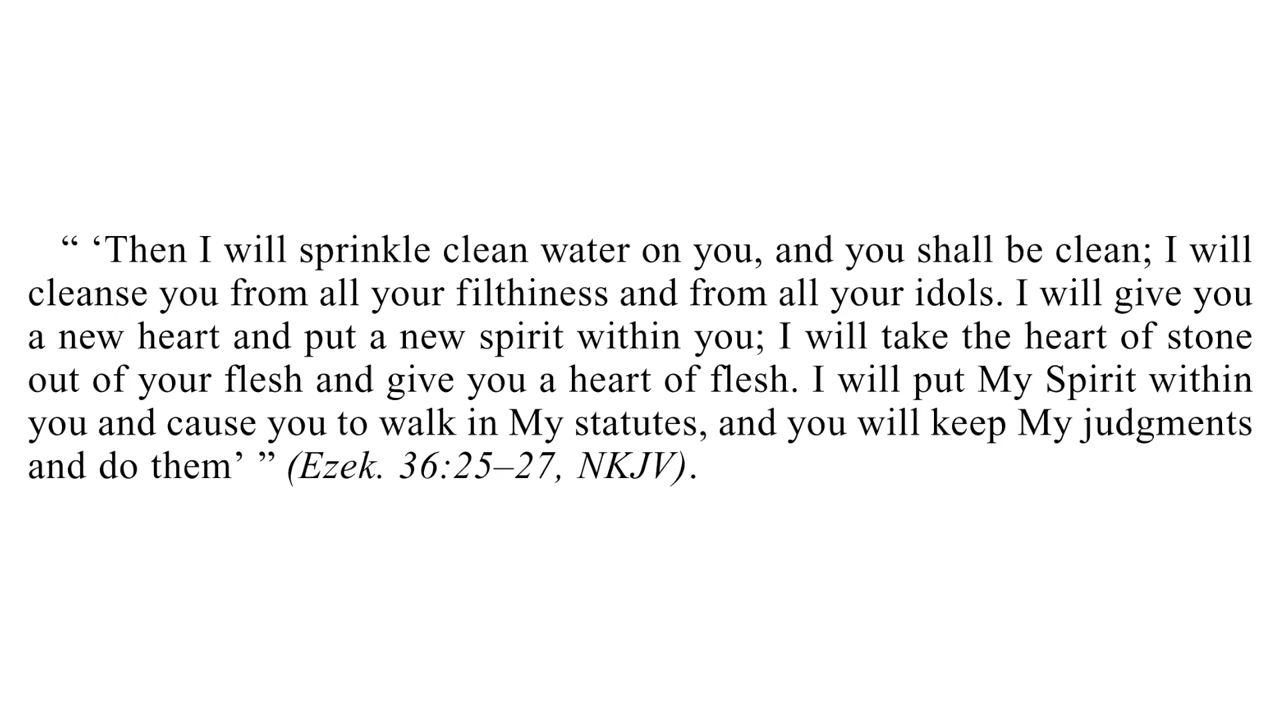 “ ‘Then I will sprinkle clean water on you, and you shall be clean; I will
cleanse you from all your filthiness and from all your idols. I will give you
a new heart and put a new spirit within you; I will take the heart of stone
out of your flesh and give you a heart of flesh. I will put My Spirit within
you and cause you to walk in My statutes, and you will keep My judgments
and do them’ ” (Ezek. 36:25–27, NKJV).